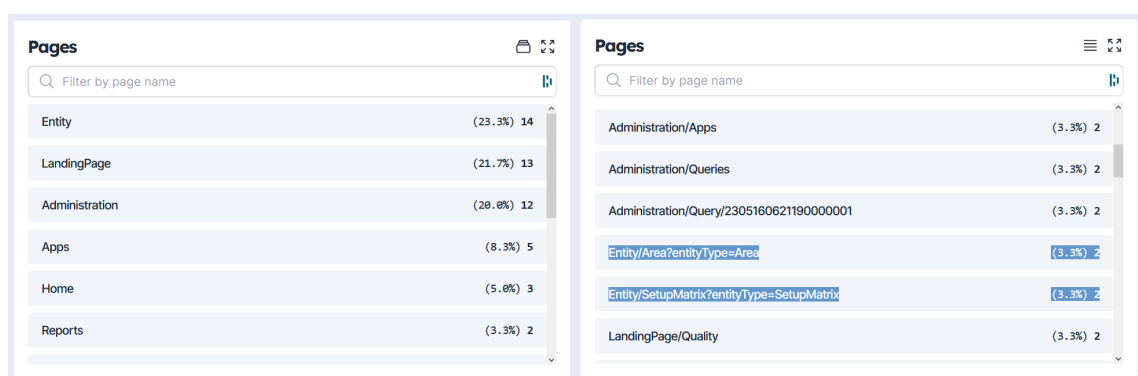 Pages
Filter by page name
Entity (23.3%) 14
LandingPage (21.7%) 13
Administration (20.0%) 12
Apps (8.3%) 5
Home (5.0%) 3
Reports (3.3%) 2
Pages
Filter by page name
Administration/Apps (3.3%) 2
Administration/Queries (3.3%) 2
Administration/Query/2305160621190000001 (3.3%) 2
Entity/Area?entityType=Area (3.3%) 2
Entity/SetupMatrix?entityType=SetupMatrix (3.3%) 2
LandingPage/Quality (3.3%) 2